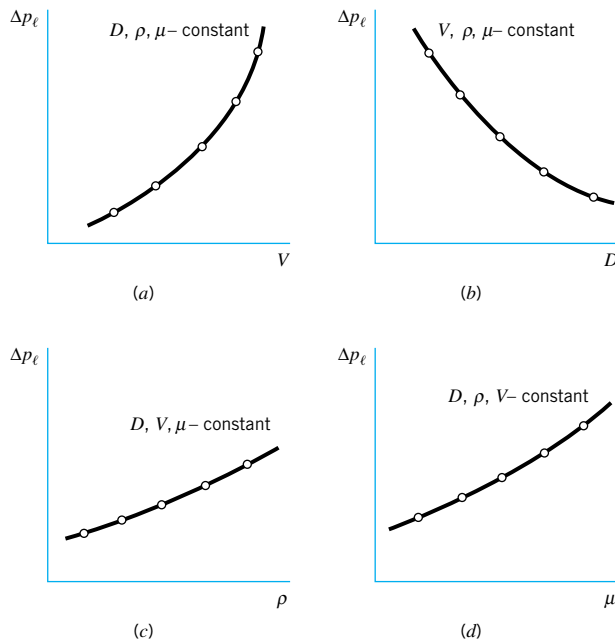 Δpℓ
D, ρ, μ – constant
V
(a)
Δpℓ
V, ρ, μ – constant
D
(b)
Δpℓ
D, V, μ – constant
ρ
(c)
Δpℓ
D, ρ, V – constant
μ
(d)